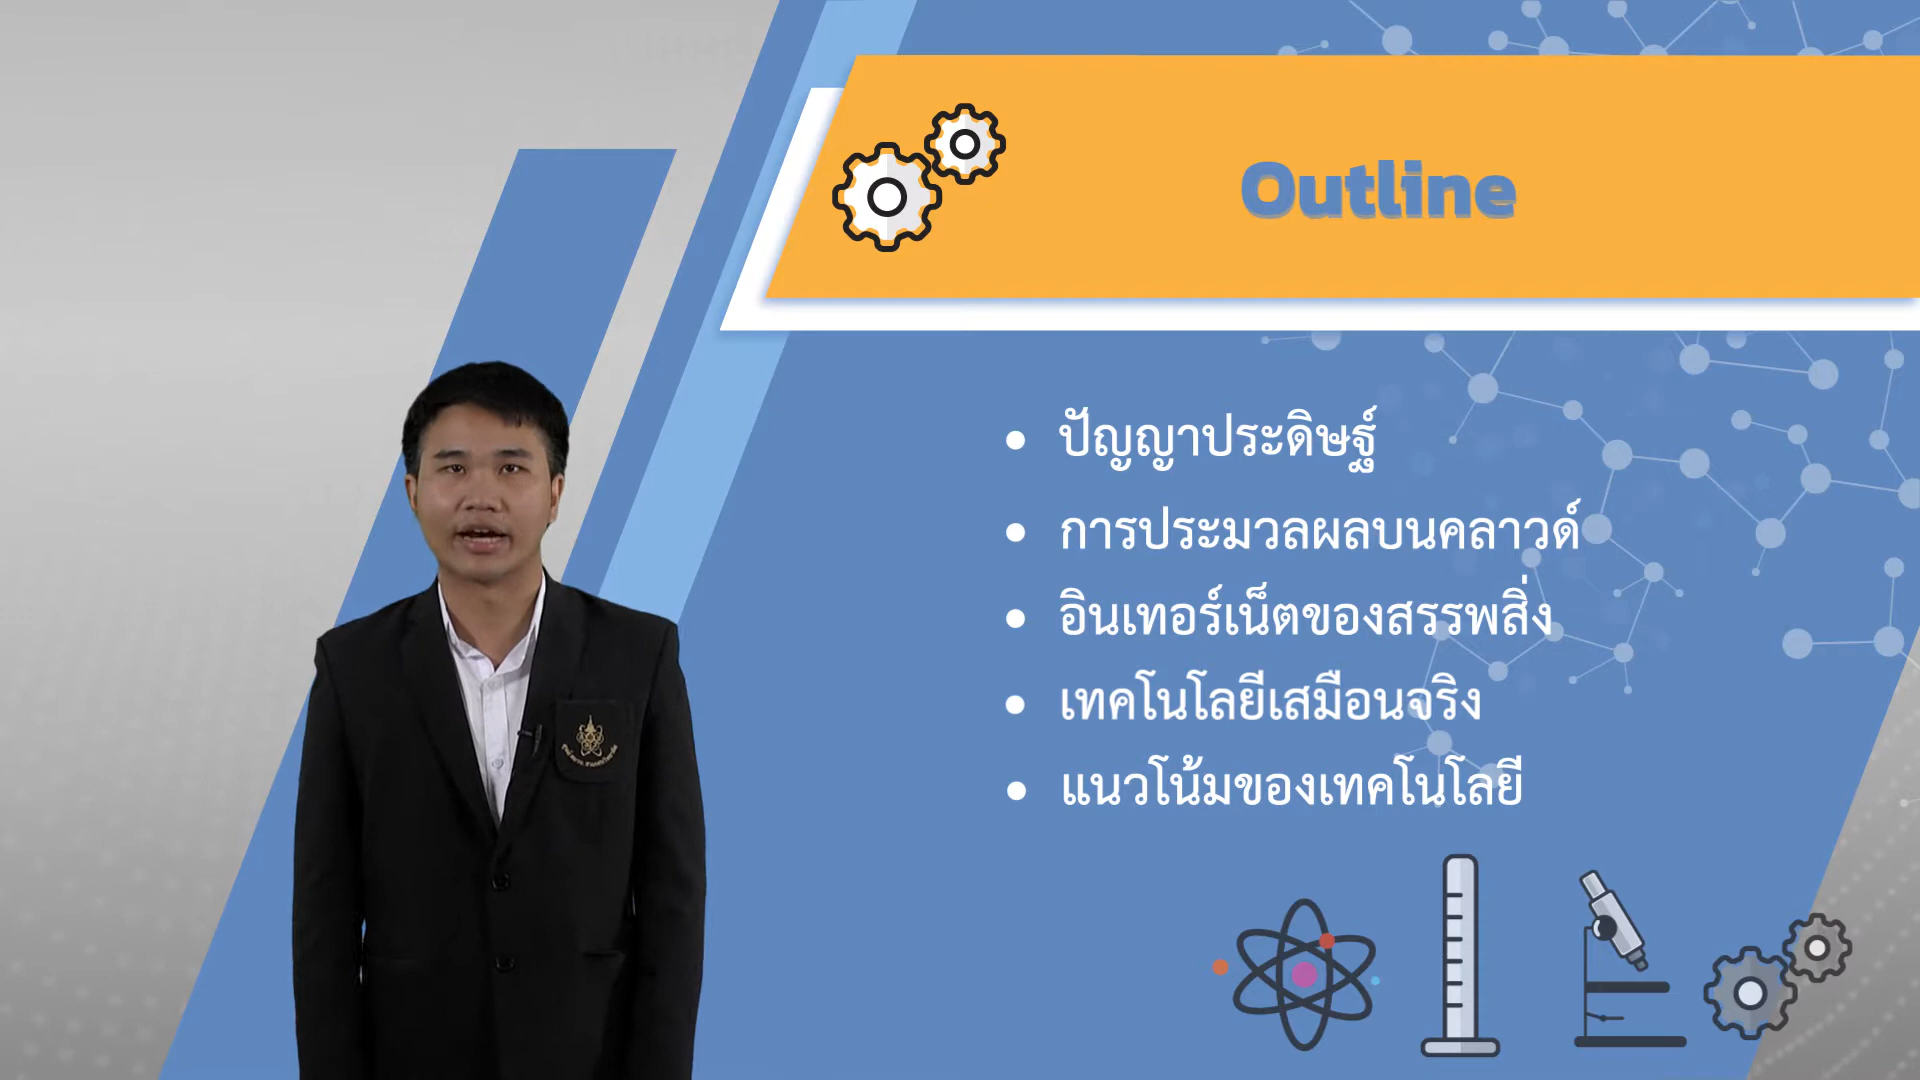 Outline
ปัญญาประดิษฐ์
การประมวลผลบนคลาวด์
อินเทอร์เน็ตของสรรพสิ่ง
เทคโนโลยีเสมือนจริง
แนวโน้มของเทคโนโลยี